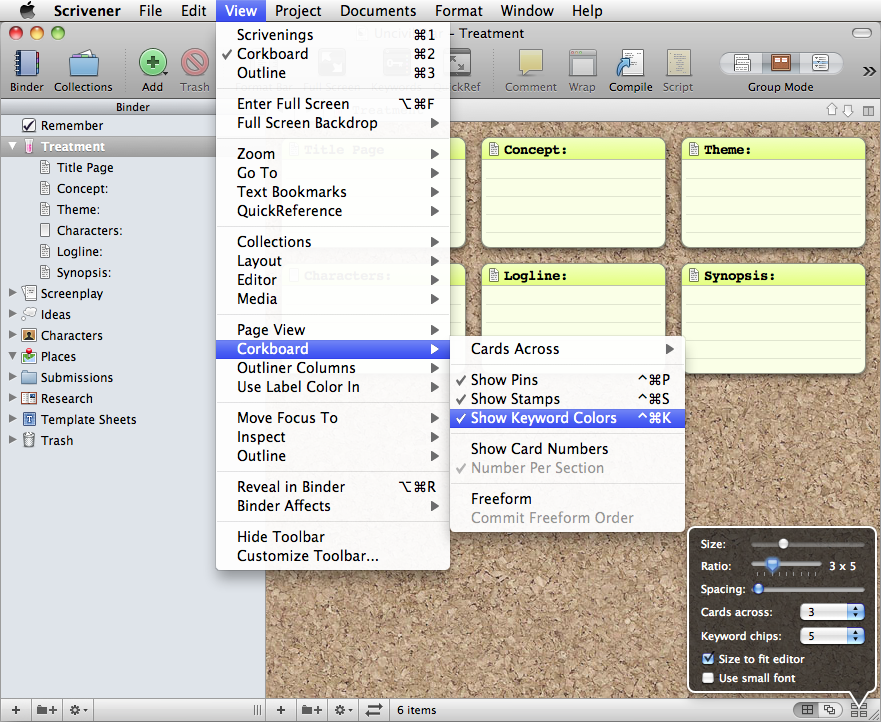 Scrivener File Edit View Project Documents Format Window Help
- Treatment
Binder Collections Add Trash Comment Wrap Compile Script Group Mode
Binder
Remember
Treatment
Title Page
Concept:
Theme:
Characters:
Logline:
Synopsis:
Screenplay
Ideas
Characters
Places
Submissions
Research
Template Sheets
Trash
Scrivenings ⌘1
✓ Corkboard ⌘2
Outline ⌘3
Enter Full Screen ⌥⌘F
Full Screen Backdrop
Zoom
Go To
Text Bookmarks
QuickReference
Collections
Layout
Editor
Media
Page View
Corkboard
Outliner Columns
Use Label Color In
Move Focus To
Inspect
Outline
Reveal in Binder ⌥⌘R
Binder Affects
Hide Toolbar
Customize Toolbar...
Cards Across
✓ Show Pins ^⌘P
✓ Show Stamps ^⌘S
✓ Show Keyword Colors ^⌘K
Show Card Numbers
✓ Number Per Section
Freeform
Commit Freeform Order
Title Page
Concept:
Theme:
Characters:
Logline:
Synopsis:
Size:
Ratio: 3 x 5
Spacing:
Cards across: 3
Keyword chips: 5
Size to fit editor
Use small font
6 items